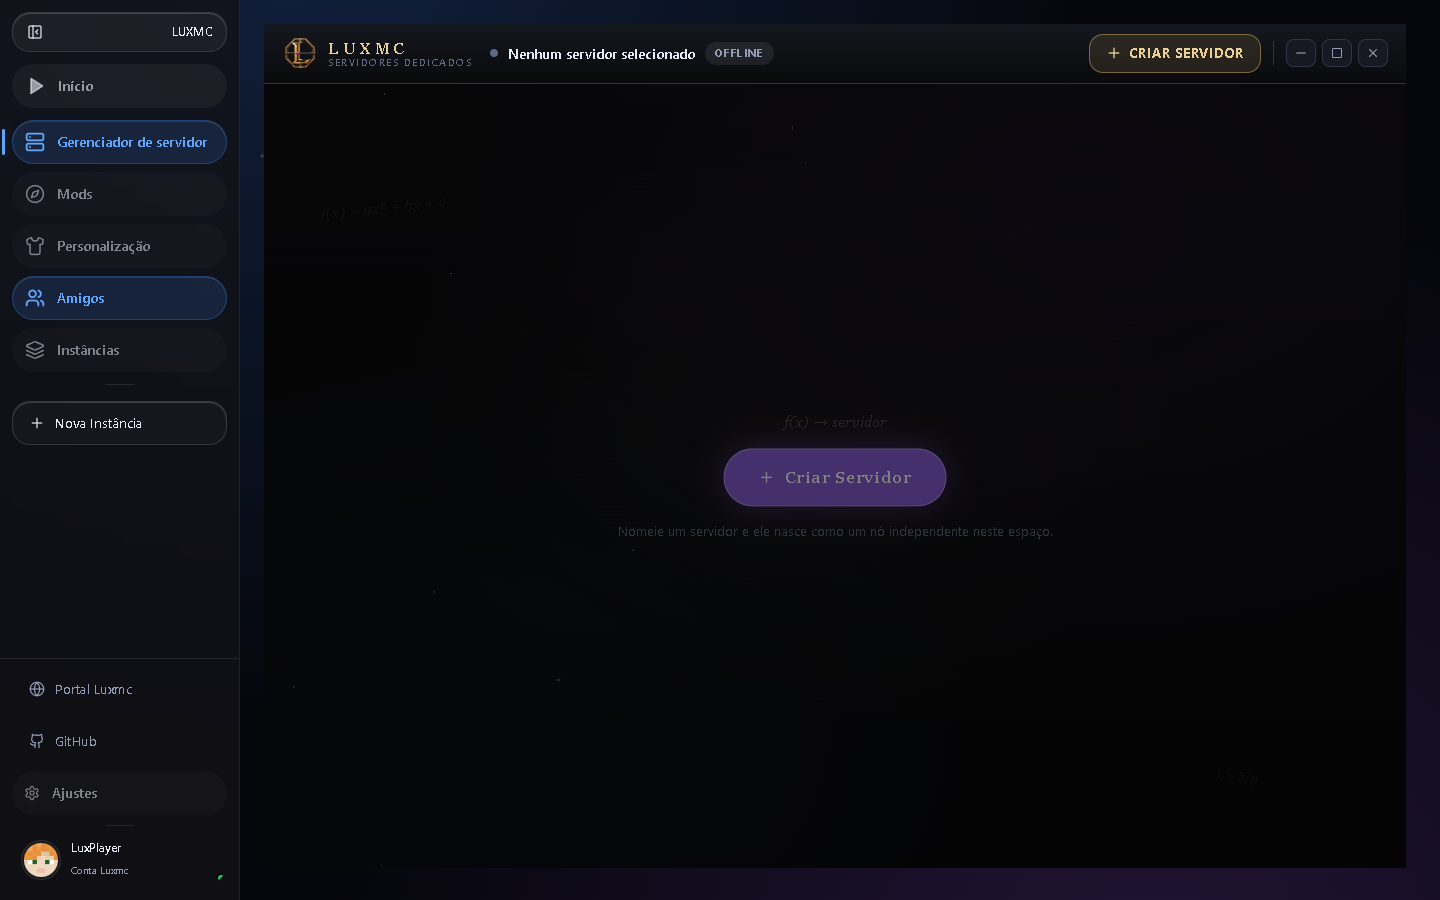 LUXMC
Início
Gerenciador de servidor
Mods
Personalização
Amigos
Instâncias
Nova Instância
Portal Luxmc
GitHub
Ajustes
LuxPlayer
Conta Luxmc
LUXMC
SERVIDORES DEDICADOS
Nenhum servidor selecionado
OFFLINE
CRIAR SERVIDOR
f(x) = ax² + bx + c
f(x) → servidor
Criar Servidor
Nomeie um servidor e ele nasce como um nó independente neste espaço.